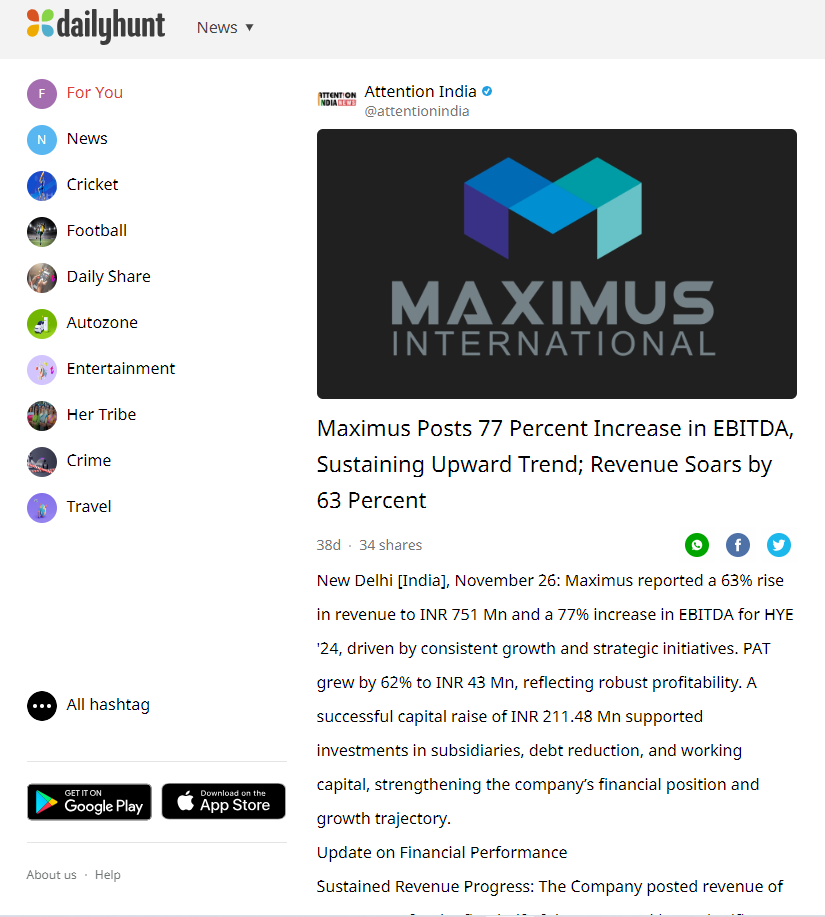 dailyhunt
News ▼
F For You
N News
Cricket
Football
Daily Share
Autozone
Entertainment
Her Tribe
Crime
Travel
All hashtag
GET IT ON
Google Play
Download on the
App Store
About us · Help
ATTENTION
INDIA NEWS
Attention India
@attentionindia
MAXIMUS
INTERNATIONAL
Maximus Posts 77 Percent Increase in EBITDA,
Sustaining Upward Trend; Revenue Soars by
63 Percent
38d · 34 shares
New Delhi [India], November 26: Maximus reported a 63% rise
in revenue to INR 751 Mn and a 77% increase in EBITDA for HYE
'24, driven by consistent growth and strategic initiatives. PAT
grew by 62% to INR 43 Mn, reflecting robust profitability. A
successful capital raise of INR 211.48 Mn supported
investments in subsidiaries, debt reduction, and working
capital, strengthening the company's financial position and
growth trajectory.
Update on Financial Performance
Sustained Revenue Progress: The Company posted revenue of